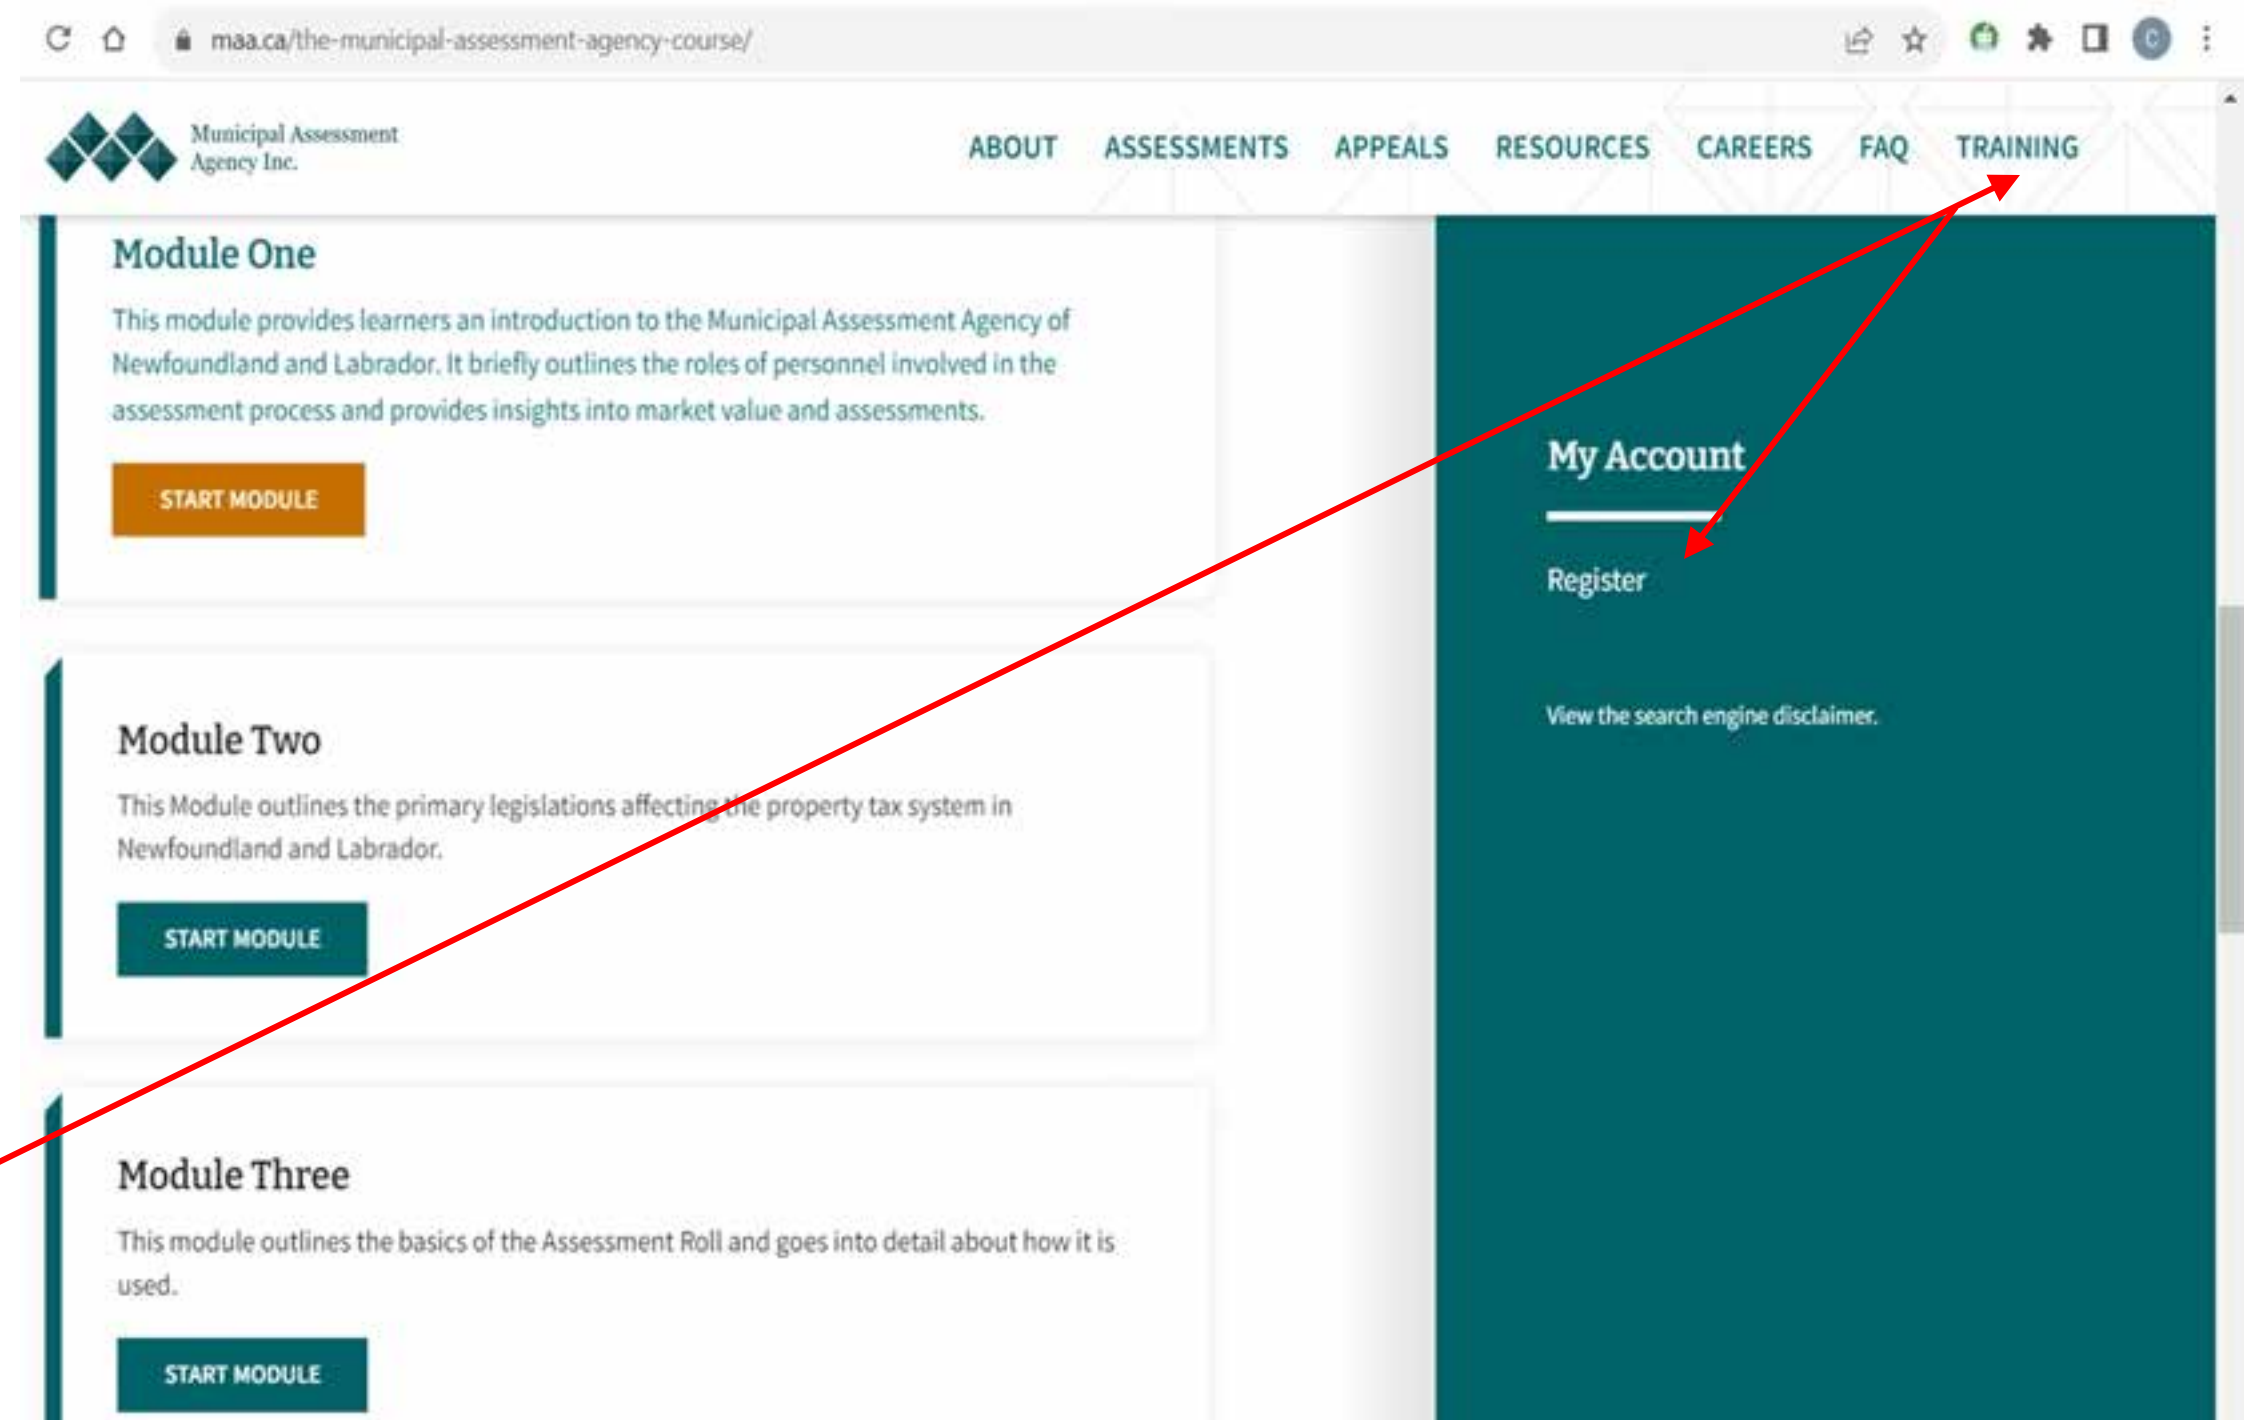 maa.ca/the-municipal-assessment-agency-course/
C
Municipal Assessment
Agency Inc.
ABOUT ASSESSMENTS APPEALS RESOURCES CAREERS FAQ TRAINING
Module One
This module provides learners an introduction to the Municipal Assessment Agency of
Newfoundland and Labrador. It briefly outlines the roles of personnel involved in the
assessment process and provides insights into market value and assessments.
START MODULE
Module Two
This Module outlines the primary legislations affecting the property tax system in
Newfoundland and Labrador.
START MODULE
Module Three
This module outlines the basics of the Assessment Roll and goes into detail about how it is
used.
START MODULE
My Account
Register
View the search engine disclaimer.